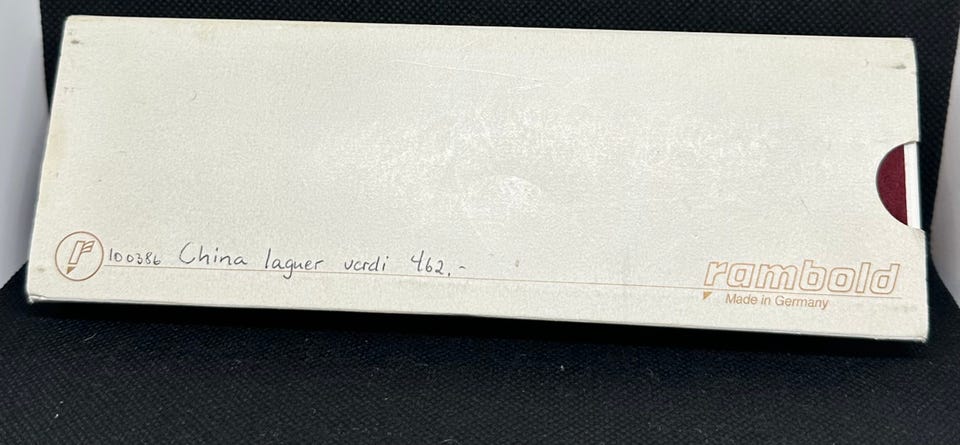 100386 China laquer verdi 462,-
rambold
Made in Germany